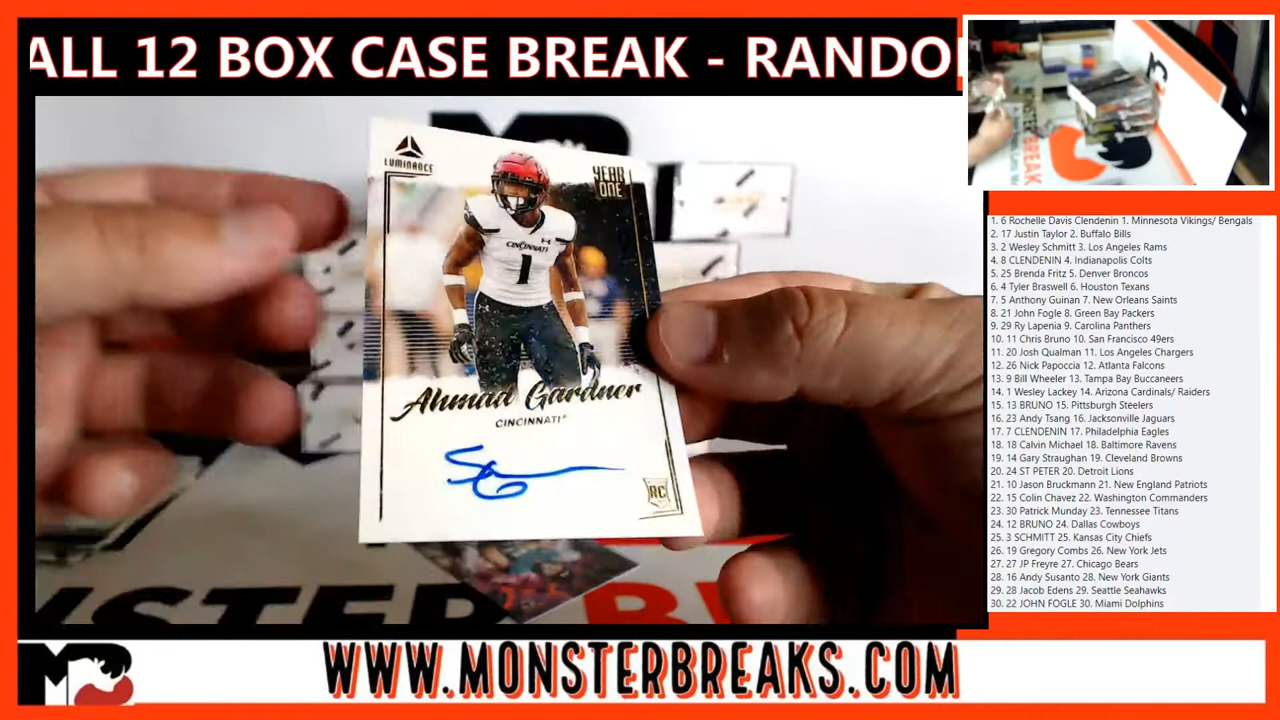 ALL 12 BOX CASE BREAK - RANDO
LUMINANCE
YEAR
ONE
CINCINNATI
1
Ahmad Gardner
CINCINNATI
RC
1. 6 Rochelle Davis Clendenin 1. Minnesota Vikings/ Bengals
2. 17 Justin Taylor 2. Buffalo Bills
3. 2 Wesley Schmitt 3. Los Angeles Rams
4. 8 CLENDENIN 4. Indianapolis Colts
5. 25 Brenda Fritz 5. Denver Broncos
6. 4 Tyler Braswell 6. Houston Texans
7. 5 Anthony Guinan 7. New Orleans Saints
8. 21 John Fogle 8. Green Bay Packers
9. 29 Ry Lapenia 9. Carolina Panthers
10. 11 Chris Bruno 10. San Francisco 49ers
11. 20 Josh Qualman 11. Los Angeles Chargers
12. 26 Nick Papoccia 12. Atlanta Falcons
13. 9 Bill Wheeler 13. Tampa Bay Buccaneers
14. 1 Wesley Lackey 14. Arizona Cardinals/ Raiders
15. 13 BRUNO 15. Pittsburgh Steelers
16. 23 Andy Tsang 16. Jacksonville Jaguars
17. 7 CLENDENIN 17. Philadelphia Eagles
18. 18 Calvin Michael 18. Baltimore Ravens
19. 14 Gary Straughan 19. Cleveland Browns
20. 24 ST PETER 20. Detroit Lions
21. 10 Jason Bruckmann 21. New England Patriots
22. 15 Colin Chavez 22. Washington Commanders
23. 30 Patrick Munday 23. Tennessee Titans
24. 12 BRUNO 24. Dallas Cowboys
25. 3 SCHMITT 25. Kansas City Chiefs
26. 19 Gregory Combs 26. New York Jets
27. 27 JP Freyre 27. Chicago Bears
28. 16 Andy Susanto 28. New York Giants
29. 28 Jacob Edens 29. Seattle Seahawks
30. 22 JOHN FOGLE 30. Miami Dolphins
WWW.MONSTERBREAKS.COM